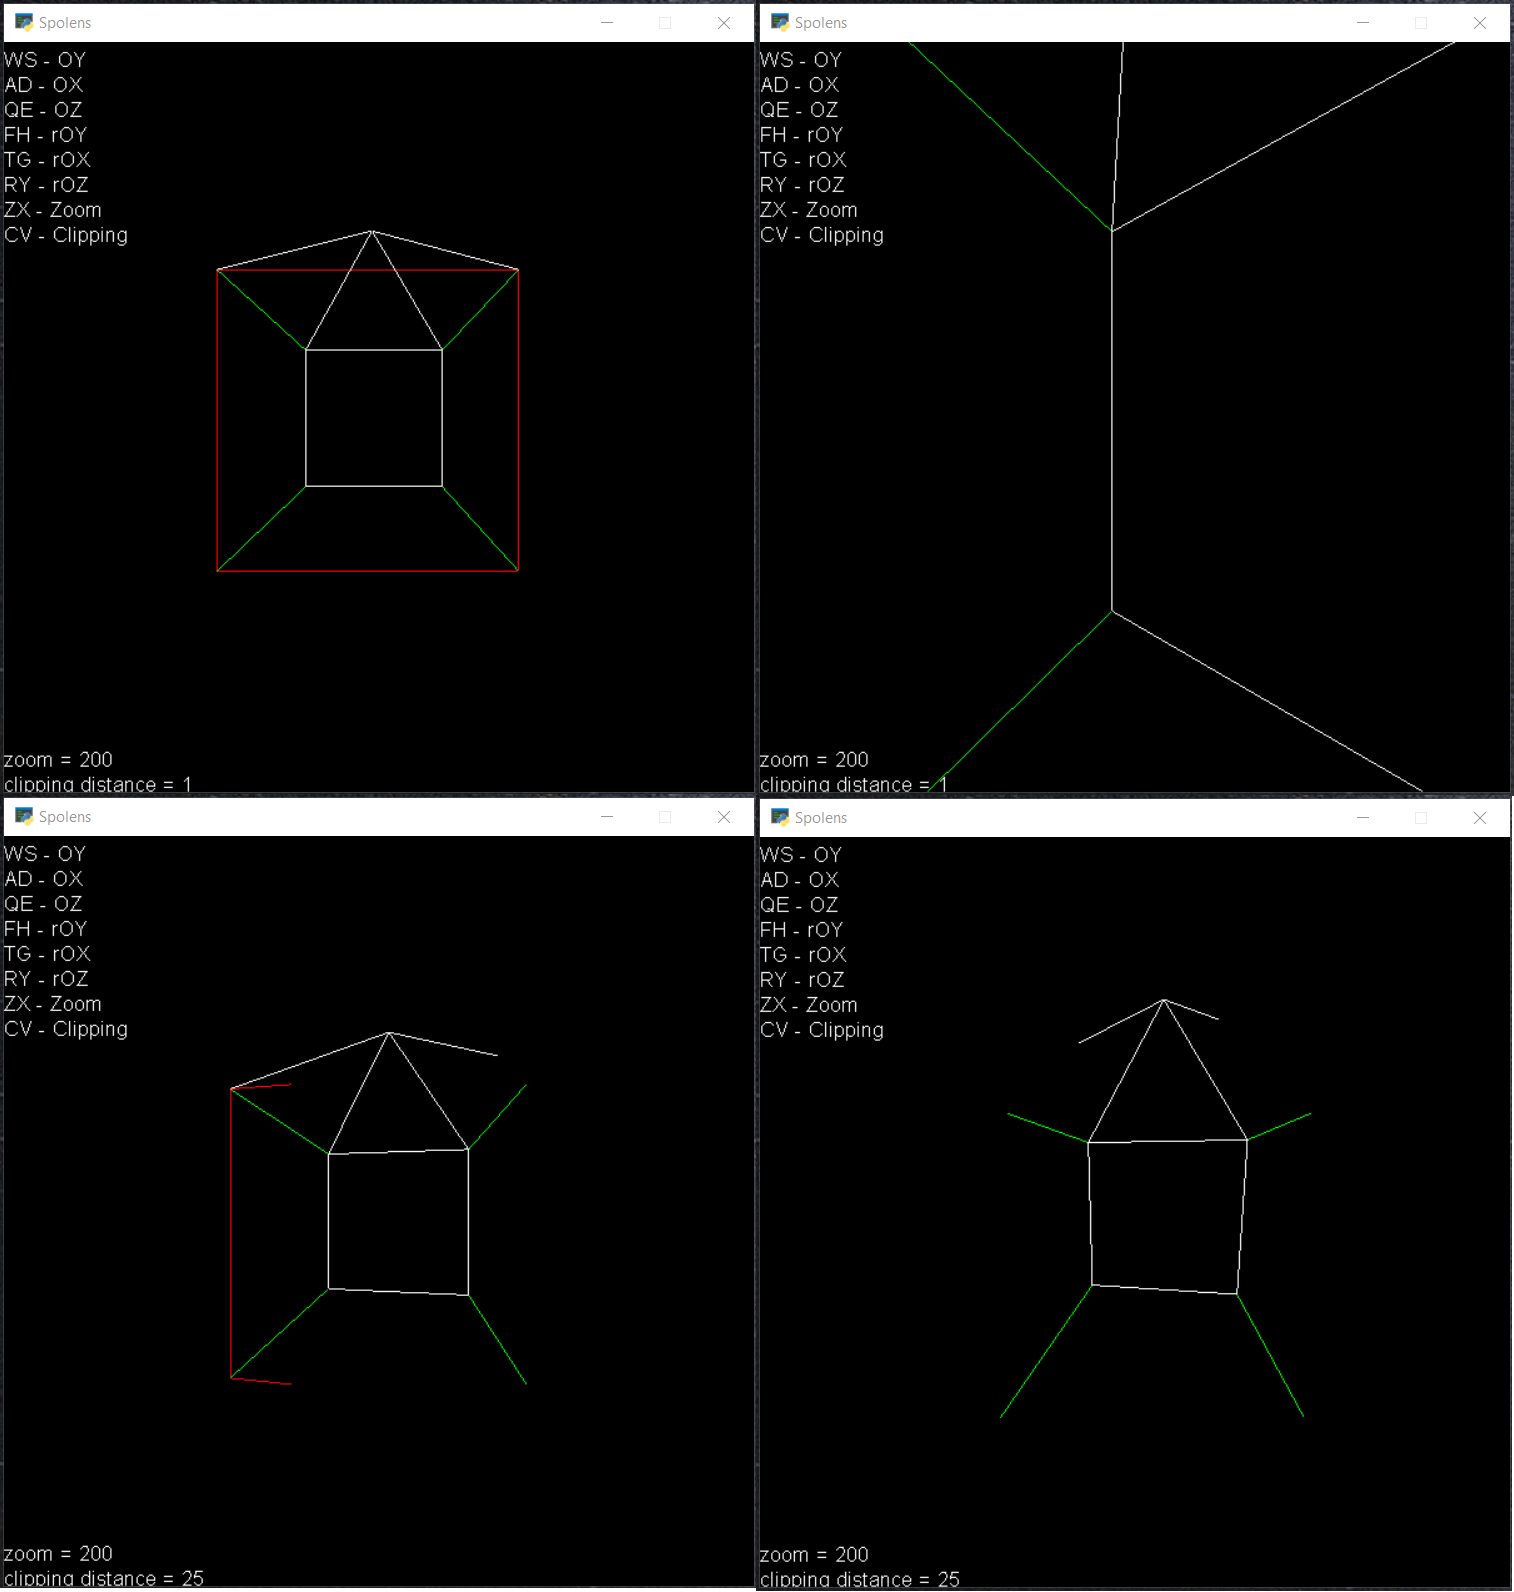 Spolens
WS - OY
AD - OX
QE - OZ
FH - rOY
TG - rOX
RY - rOZ
ZX - Zoom
CV - Clipping
zoom = 200
clipping distance = 1
Spolens
WS - OY
AD - OX
QE - OZ
FH - rOY
TG - rOX
RY - rOZ
ZX - Zoom
CV - Clipping
zoom = 200
clipping distance = 1
Spolens
WS - OY
AD - OX
QE - OZ
FH - rOY
TG - rOX
RY - rOZ
ZX - Zoom
CV - Clipping
zoom = 200
clipping distance = 25
Spolens
WS - OY
AD - OX
QE - OZ
FH - rOY
TG - rOX
RY - rOZ
ZX - Zoom
CV - Clipping
zoom = 200
clipping distance = 25